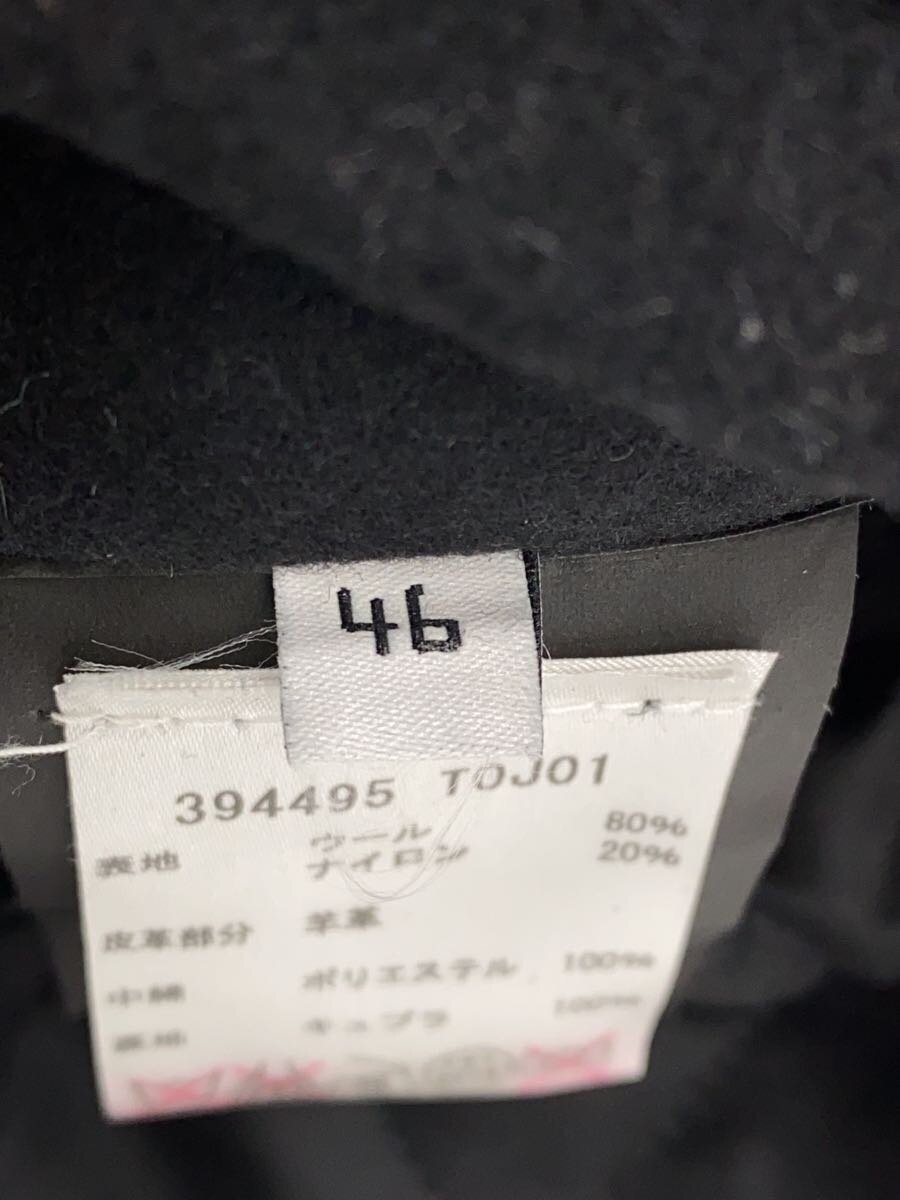 46
394495 TOJ01
表地 ウール 80%
ナイロン 20%
皮革部分 羊革
中綿 ポリエステル 100%
裏地 キュプラ 100%